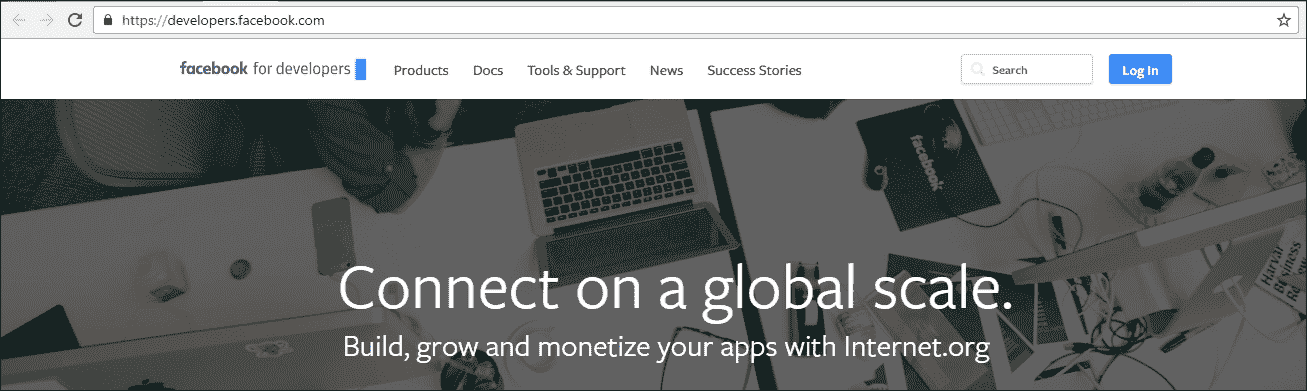 https://developers.facebook.com
facebook for developers Products Docs Tools & Support News Success Stories Search Log In
facebook
Connect on a global scale.
Harvard Business Re
Build, grow and monetize your apps with Internet.org